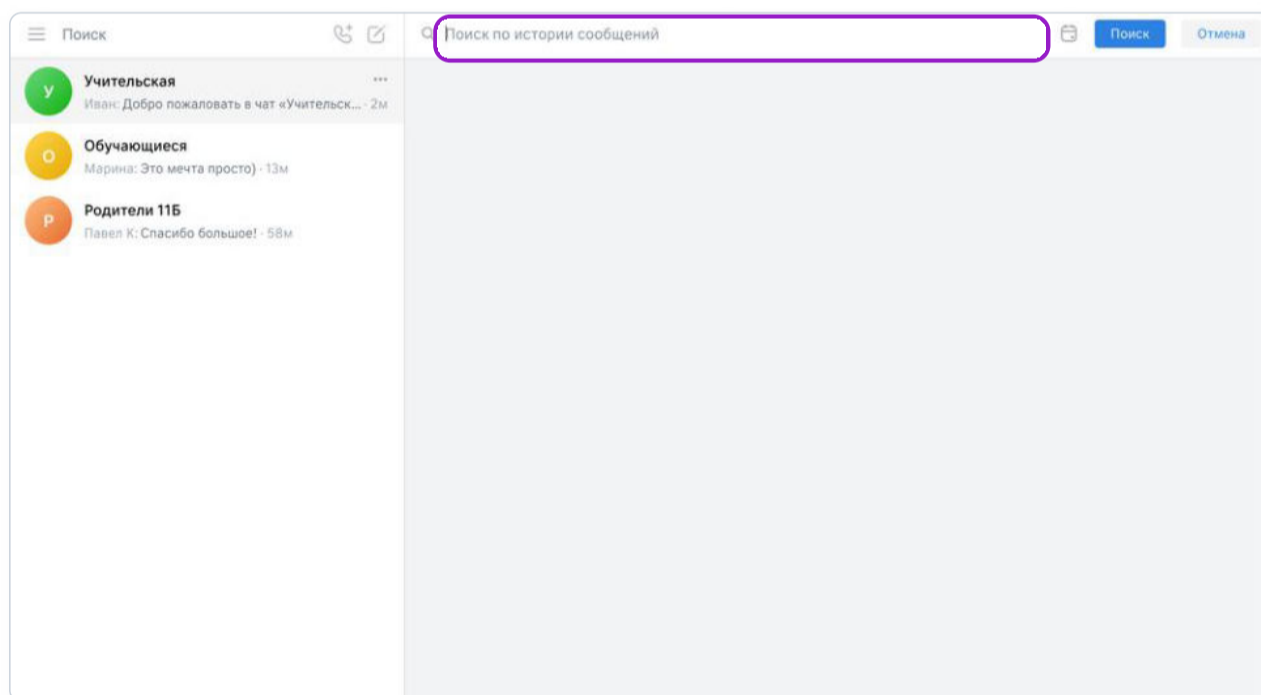 Поиск
Поиск по истории сообщений
Поиск
Отмена
У
Учительская
Иван: Добро пожаловать в чат «Учительск... · 2м
О
Обучающиеся
Марина: Это мечта просто) · 13м
Р
Родители 11Б
Павел К: Спасибо большое! · 58м